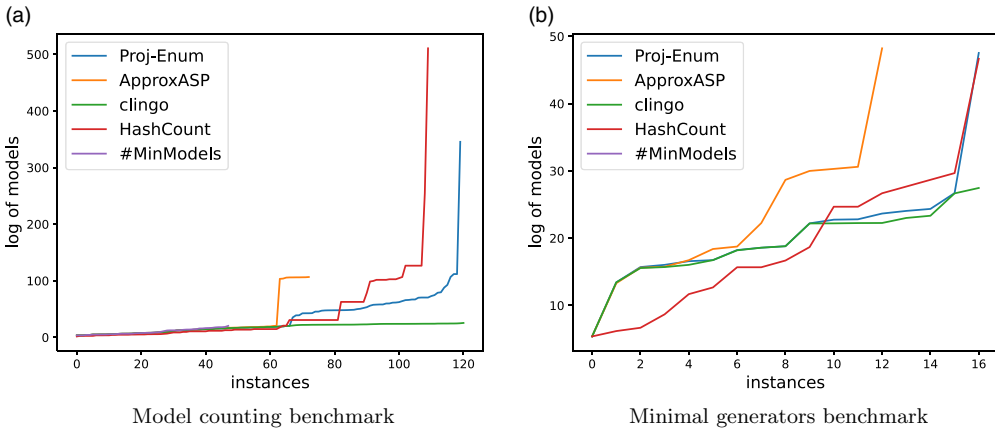 (a)
log of models
500
400
300
200
100
0
Proj-Enum
ApproxASP
clingo
HashCount
#MinModels
0 20 40 60 80 100 120
instances
Model counting benchmark
(b)
log of models
50
40
30
20
10
Proj-Enum
ApproxASP
clingo
HashCount
#MinModels
0 2 4 6 8 10 12 14 16
instances
Minimal generators benchmark